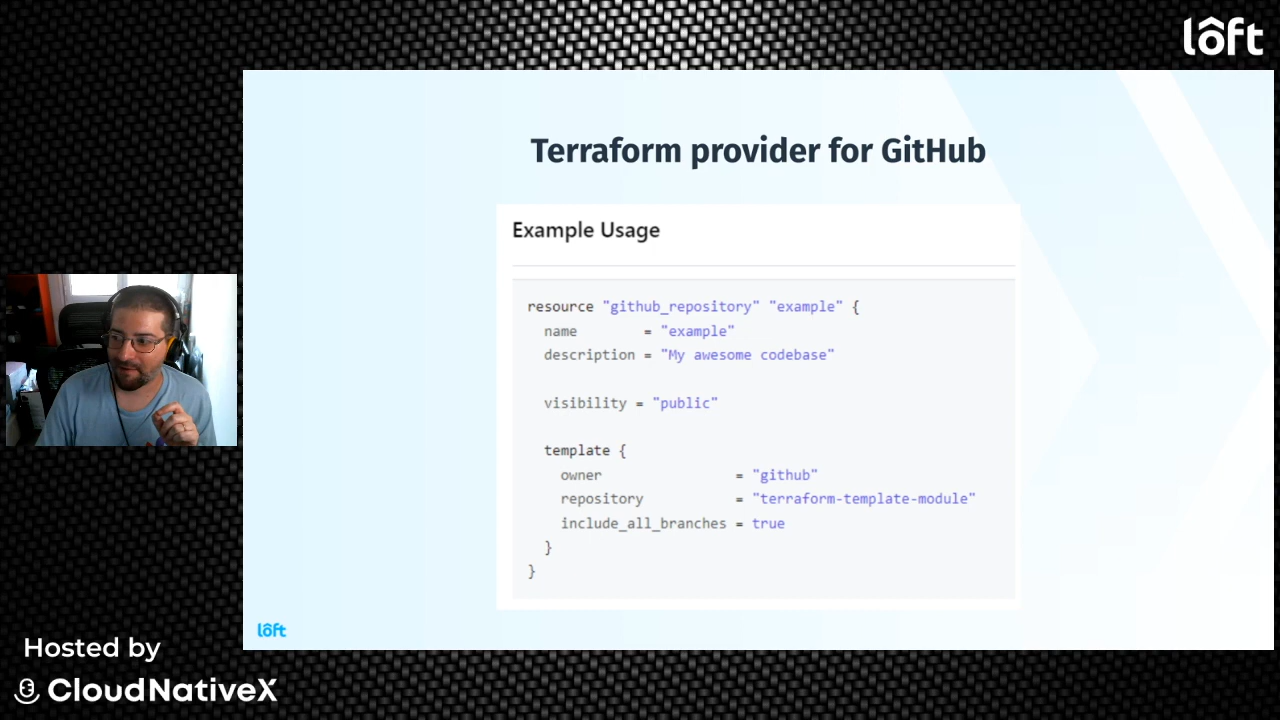 lôft
Terraform provider for GitHub
Example Usage
resource "github_repository" "example" {
  name        = "example"
  description = "My awesome codebase"
  visibility = "public"
  template {
    owner                = "github"
    repository           = "terraform-template-module"
    include_all_branches = true
  }
}
lôft
Hosted by
CloudNativeX